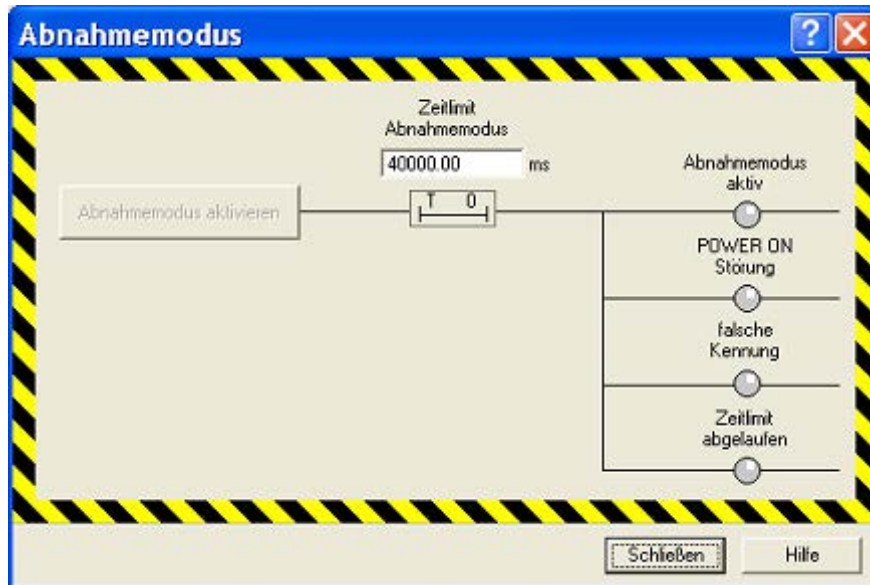 Abnahmemodus
Zeitlimit
Abnahmemodus
40000.00 ms
Abnahmemodus aktivieren
T 0
Abnahmemodus
aktiv
POWER ON
Störung
falsche
Kennung
Zeitlimit
abgelaufen
Schließen
Hilfe